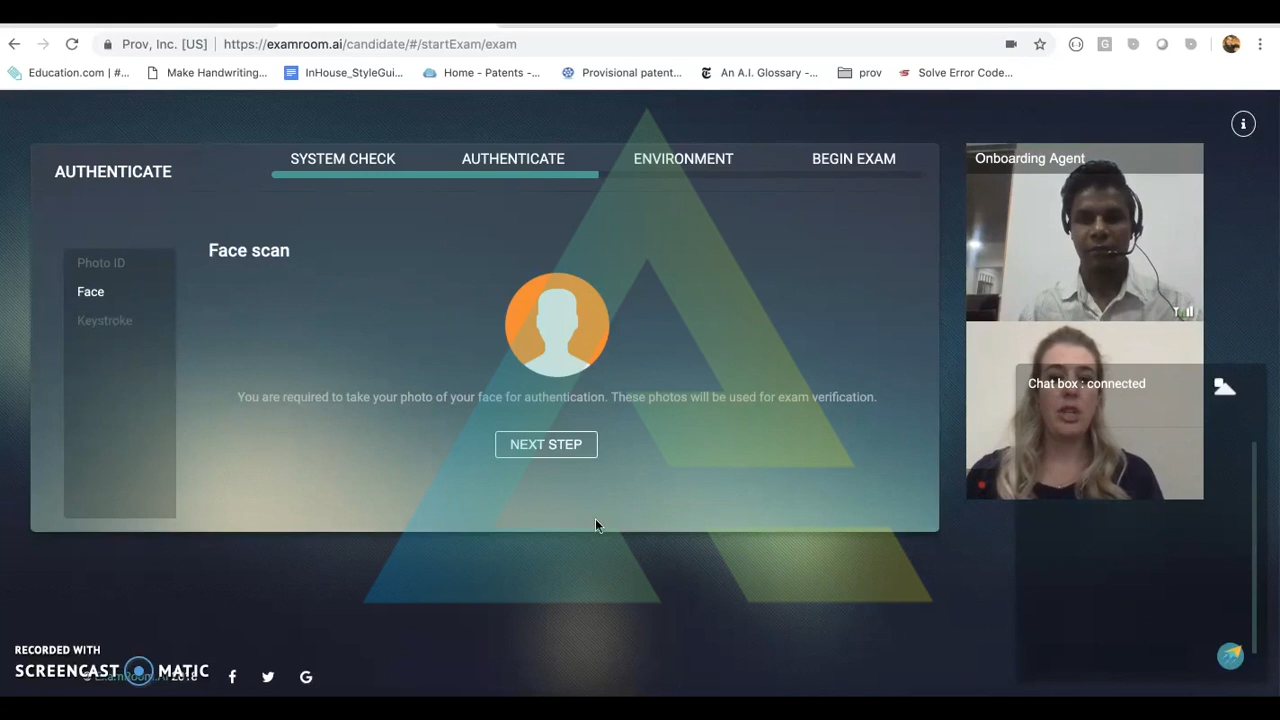 Prov, Inc. [US]
https://examroom.ai/candidate/#/startExam/exam
Education.com | #...
Make Handwriting...
InHouse_StyleGui...
Home - Patents -...
Provisional patent...
An A.I. Glossary -...
prov
Solve Error Code...
AUTHENTICATE
SYSTEM CHECK
AUTHENTICATE
ENVIRONMENT
BEGIN EXAM
Onboarding Agent
Photo ID
Face
Keystroke
Face scan
You are required to take your photo of your face for authentication. These photos will be used for exam verification.
NEXT STEP
Chat box : connected
RECORDED WITH
SCREENCAST MATIC